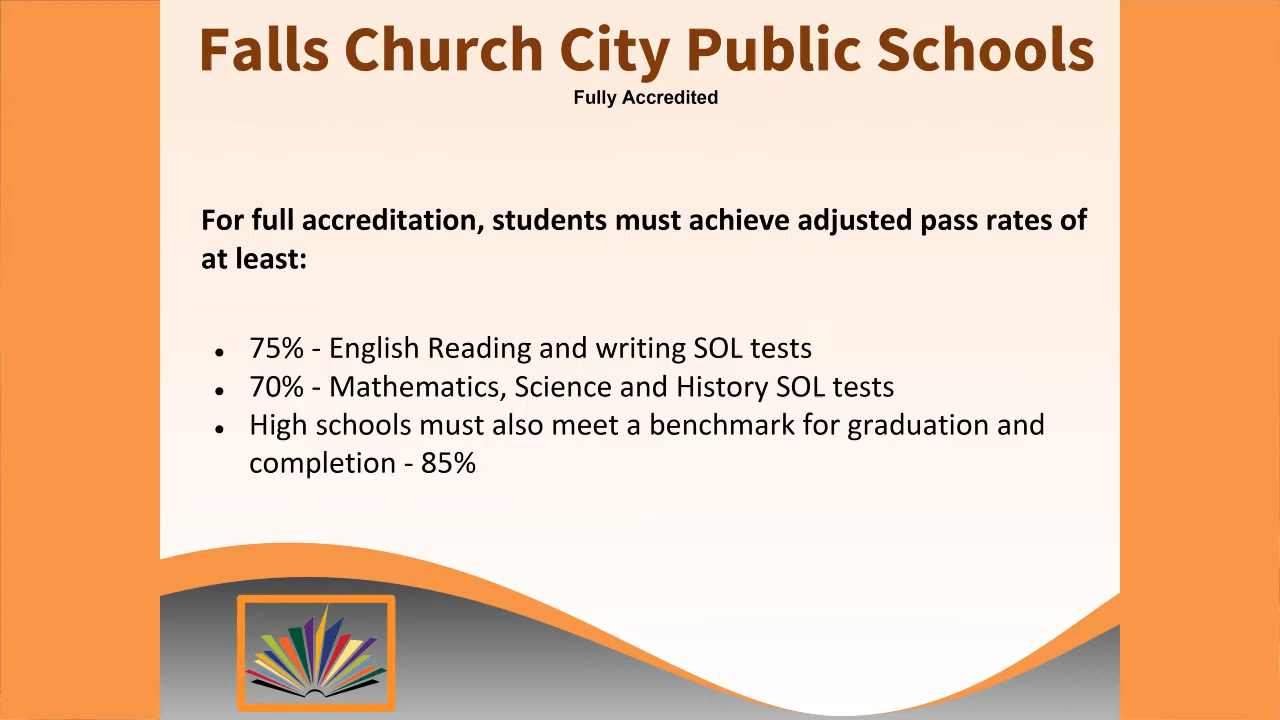 Falls Church City Public Schools
Fully Accredited
For full accreditation, students must achieve adjusted pass rates of
at least:
● 75% - English Reading and writing SOL tests
● 70% - Mathematics, Science and History SOL tests
● High schools must also meet a benchmark for graduation and
completion - 85%